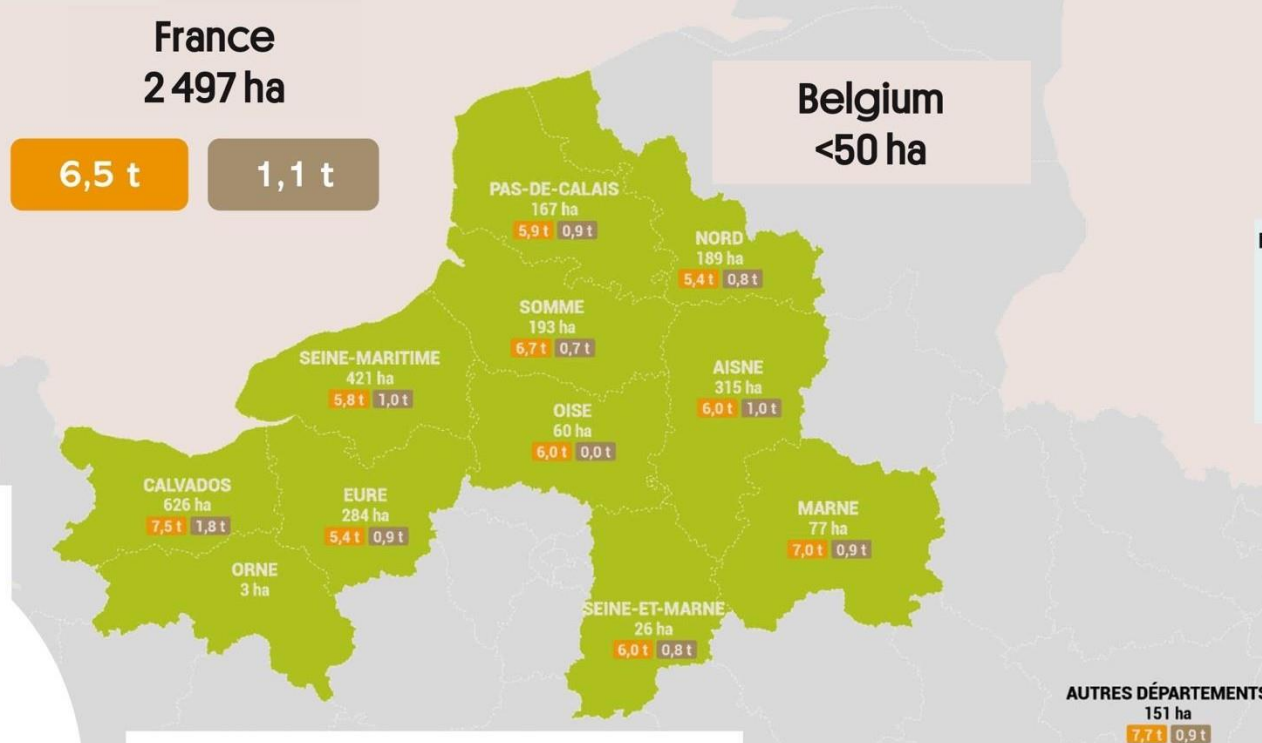 France
2 497 ha
6,5 t 1,1 t
Belgium
<50 ha
PAS-DE-CALAIS
167 ha
5,9 t 0,9 t
NORD
189 ha
5,4 t 0,8 t
SOMME
193 ha
6,7 t 0,7 t
SEINE-MARITIME
421 ha
5,8 t 1,0 t
AISNE
315 ha
6,0 t 1,0 t
OISE
60 ha
6,0 t 0,0 t
CALVADOS
626 ha
7,5 t 1,8 t
EURE
284 ha
5,4 t 0,9 t
MARNE
77 ha
7,0 t 0,9 t
ORNE
3 ha
SEINE-ET-MARNE
26 ha
6,0 t 0,8 t
AUTRES DÉPARTEMENTS
151 ha
7,7 t 0,9 t